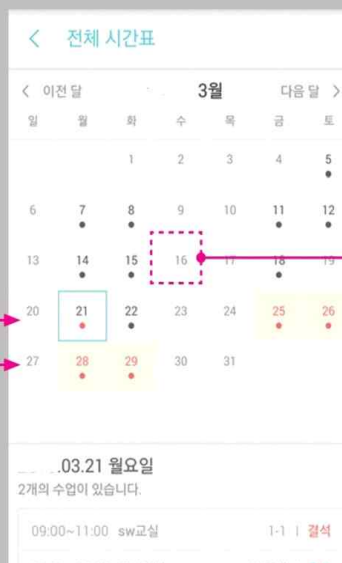 전체 시간표
이전 달 3월 다음 달
일 월 화 수 목 금 토
1 2 3 4 5
6 7 8 9 10 11 12
13 14 15 16 17 18 19
20 21 22 23 24 25 26
27 28 29 30 31
.03.21 월요일
2개의 수업이 있습니다.
09:00~11:00 sw교실 1-1 | 결석